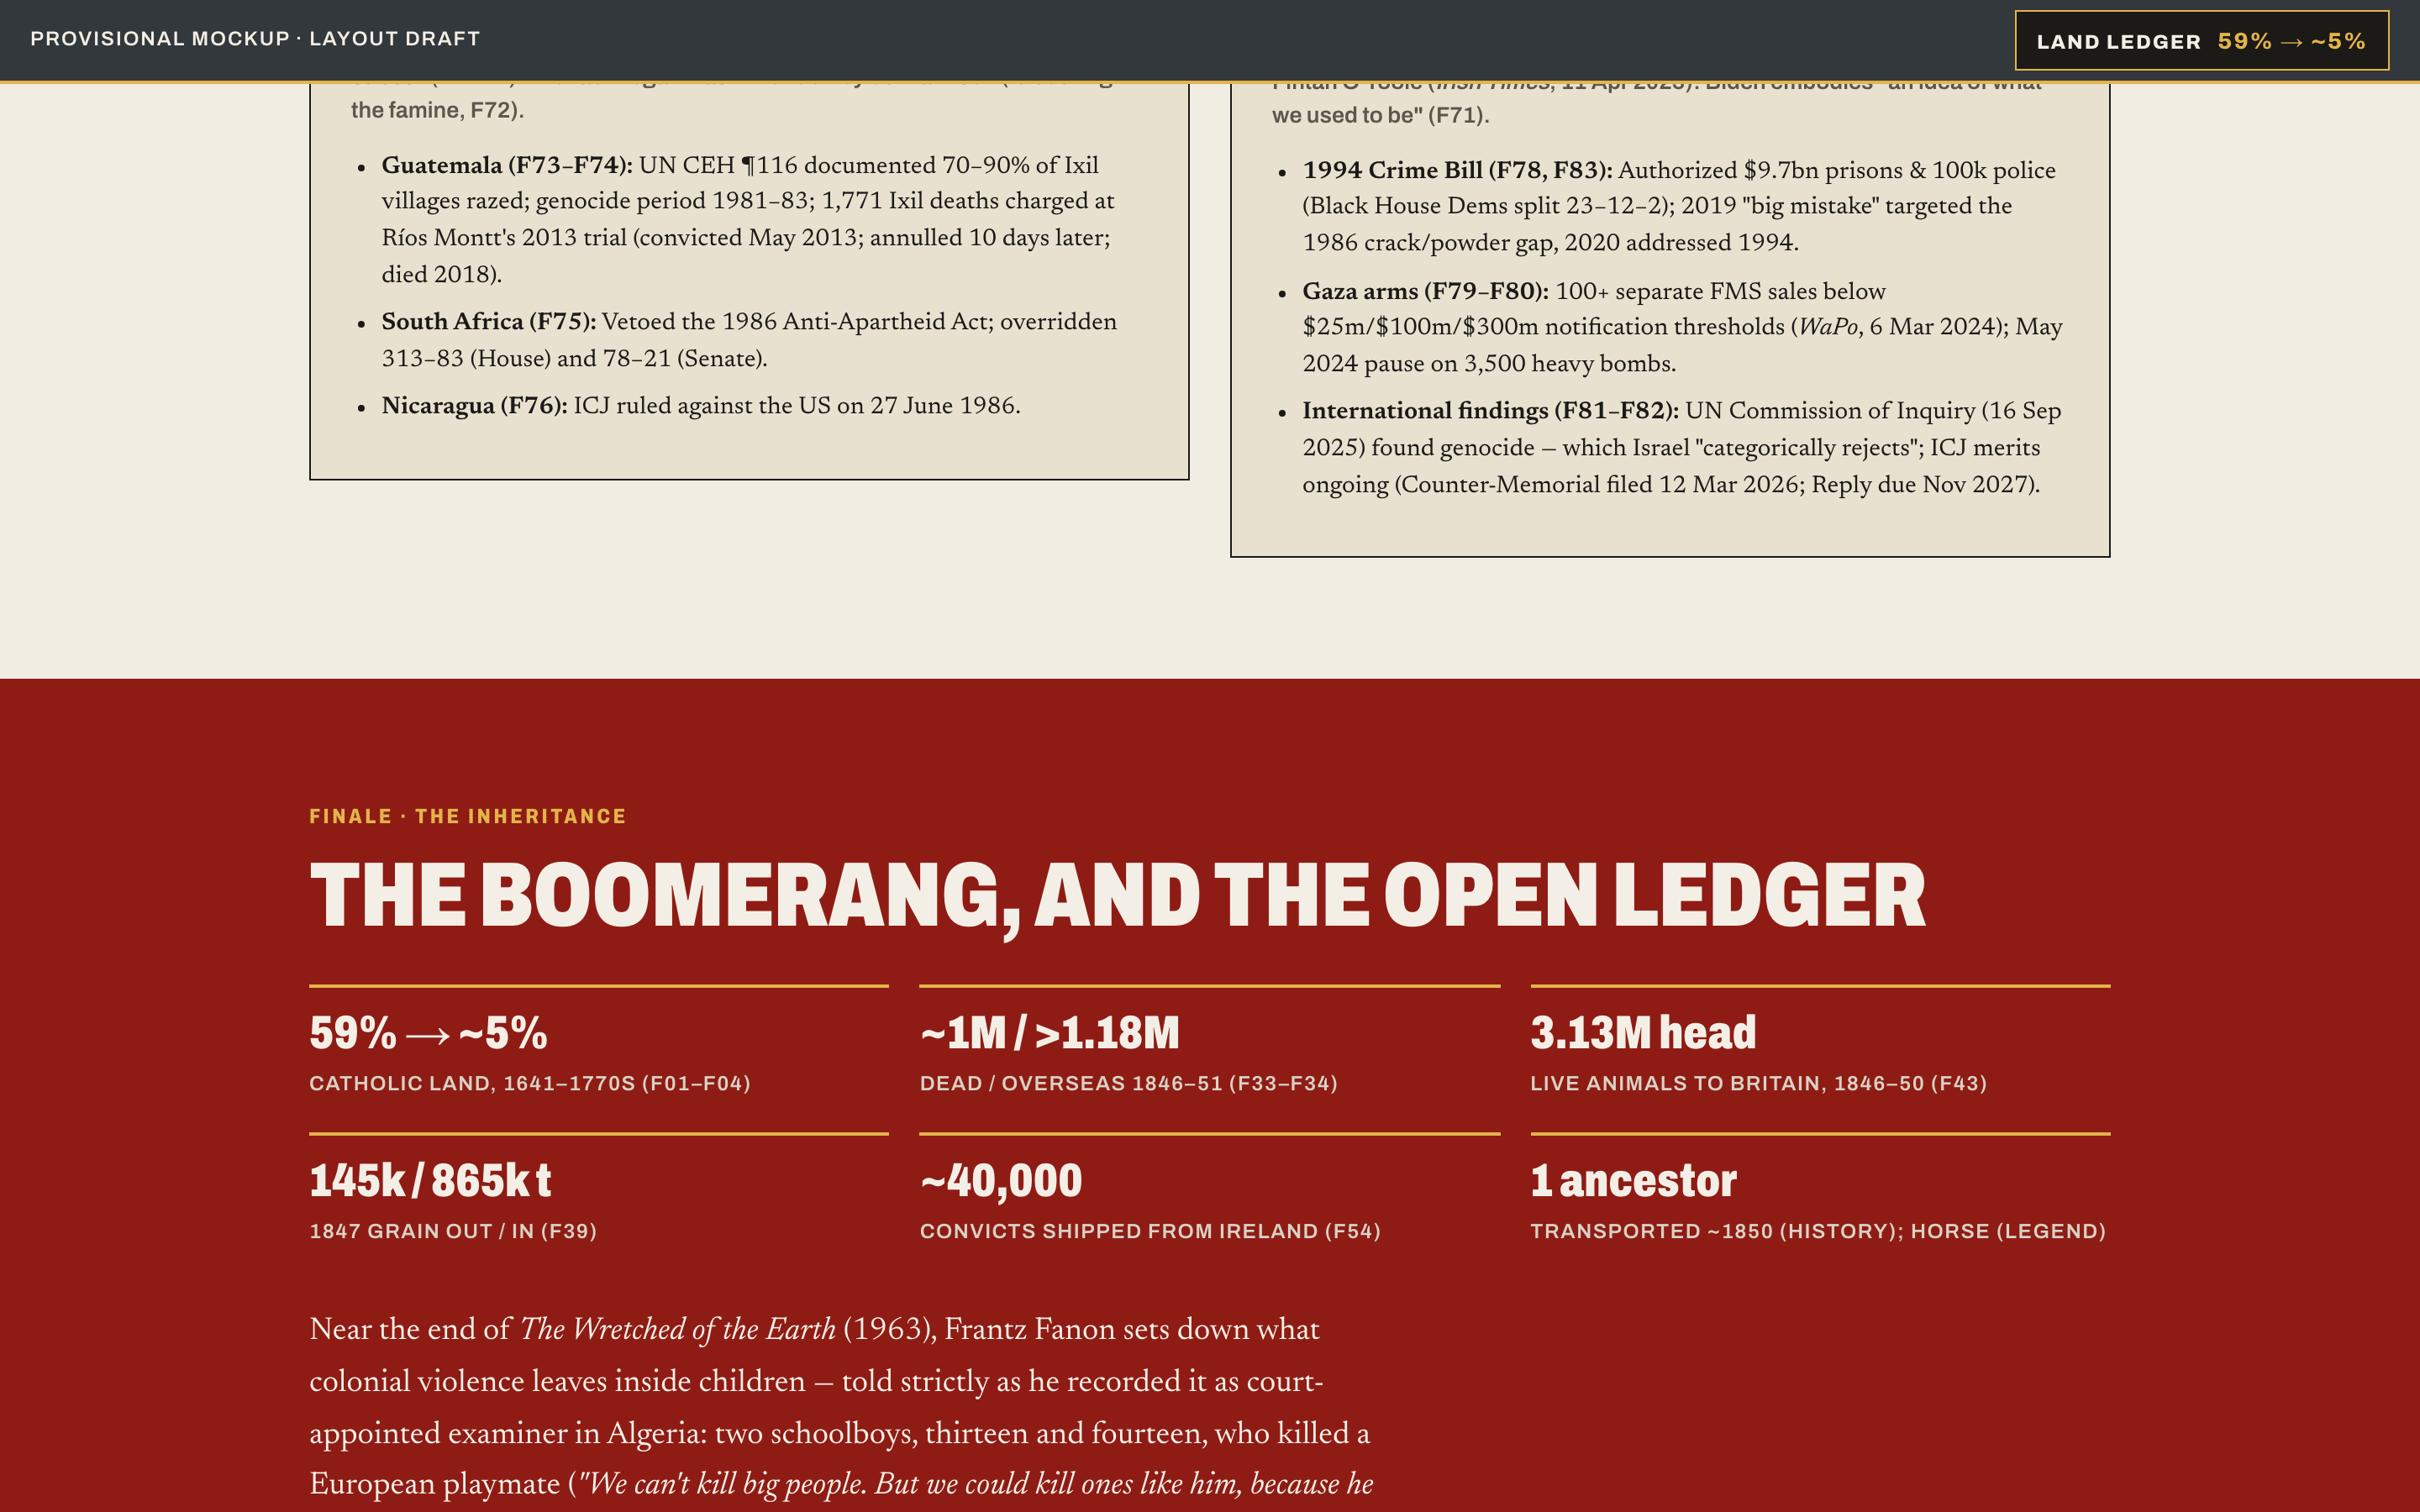 PROVISIONAL MOCKUP · LAYOUT DRAFT
LAND LEDGER 59% → ~5%
the famine, F72).
• Guatemala (F73–F74): UN CEH ¶116 documented 70–90% of Ixil
villages razed; genocide period 1981–83; 1,771 Ixil deaths charged at
Ríos Montt's 2013 trial (convicted May 2013; annulled 10 days later;
died 2018).
• South Africa (F75): Vetoed the 1986 Anti-Apartheid Act; overridden
313–83 (House) and 78–21 (Senate).
• Nicaragua (F76): ICJ ruled against the US on 27 June 1986.
Fintan O'Toole (Irish Times, 11 Apr 2023): Biden embodies "an idea of what
we used to be" (F71).
• 1994 Crime Bill (F78, F83): Authorized $9.7bn prisons & 100k police
(Black House Dems split 23–12–2); 2019 "big mistake" targeted the
1986 crack/powder gap, 2020 addressed 1994.
• Gaza arms (F79–F80): 100+ separate FMS sales below
$25m/$100m/$300m notification thresholds (WaPo, 6 Mar 2024); May
2024 pause on 3,500 heavy bombs.
• International findings (F81–F82): UN Commission of Inquiry (16 Sep
2025) found genocide — which Israel "categorically rejects"; ICJ merits
ongoing (Counter-Memorial filed 12 Mar 2026; Reply due Nov 2027).
FINALE · THE INHERITANCE
THE BOOMERANG, AND THE OPEN LEDGER
59% → ~5%
CATHOLIC LAND, 1641–1770S (F01–F04)
~1M / >1.18M
DEAD / OVERSEAS 1846–51 (F33–F34)
3.13M head
LIVE ANIMALS TO BRITAIN, 1846–50 (F43)
145k / 865k t
1847 GRAIN OUT / IN (F39)
~40,000
CONVICTS SHIPPED FROM IRELAND (F54)
1 ancestor
TRANSPORTED ~1850 (HISTORY); HORSE (LEGEND)
Near the end of The Wretched of the Earth (1963), Frantz Fanon sets down what
colonial violence leaves inside children — told strictly as he recorded it as court-
appointed examiner in Algeria: two schoolboys, thirteen and fourteen, who killed a
European playmate ("We can't kill big people. But we could kill ones like him, because he